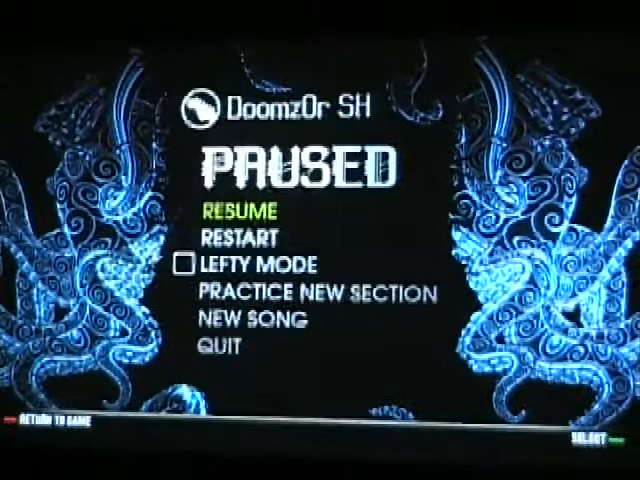 DoomzOr SH
PAUSED
RESUME
RESTART
LEFTY MODE
PRACTICE NEW SECTION
NEW SONG
QUIT
RETURN TO GAME
SELECT